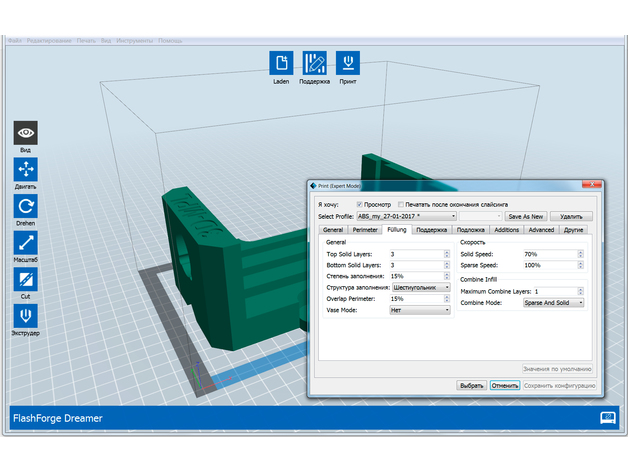 Файл Редактирование Печать Вид Инструменты Помощь
Laden Поддержка Принт
Вид
Двигать
Drehen
Масштаб
Cut
Экструдер
Print (Expert Mode)
Я хочу: Просмотр Печатать после окончания слайсинга
Select Profile: ABS_my_27-01-2017 * Save As New Удалить
General Perimeter Füllung Поддержка Подложка Additions Advanced Другие
General Скорость
Top Solid Layers: 3 Solid Speed: 70%
Bottom Solid Layers: 3 Sparse Speed: 100%
Степень заполнения: 15% Combine Infill
Структура заполнения: Шестиугольник Maximum Combine Layers: 1
Overlap Perimeter: 15% Combine Mode: Sparse And Solid
Vase Mode: Нет
Значения по умолчанию
Выбрать Отменить Сохранить конфигурацию
FlashForge Dreamer